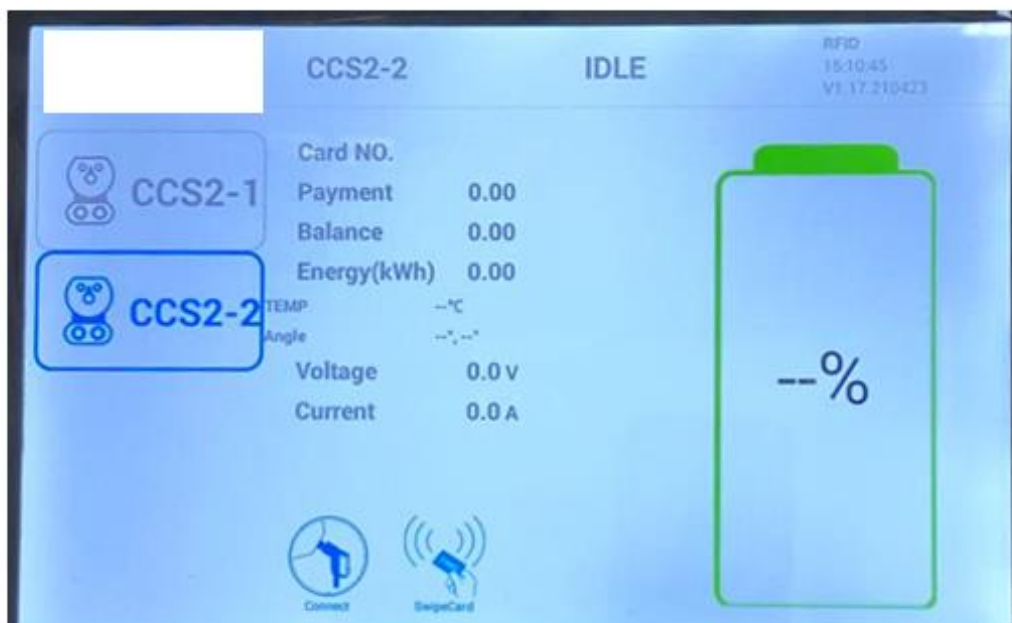 CCS2-2
IDLE
RFID
15:10:45
V1.17.210423
CCS2-1
CCS2-2
Card NO.
Payment 0.00
Balance 0.00
Energy(kWh) 0.00
TEMP --°C
Angle --°, --°
Voltage 0.0 V
Current 0.0 A
--%
Connect
SwipeCard